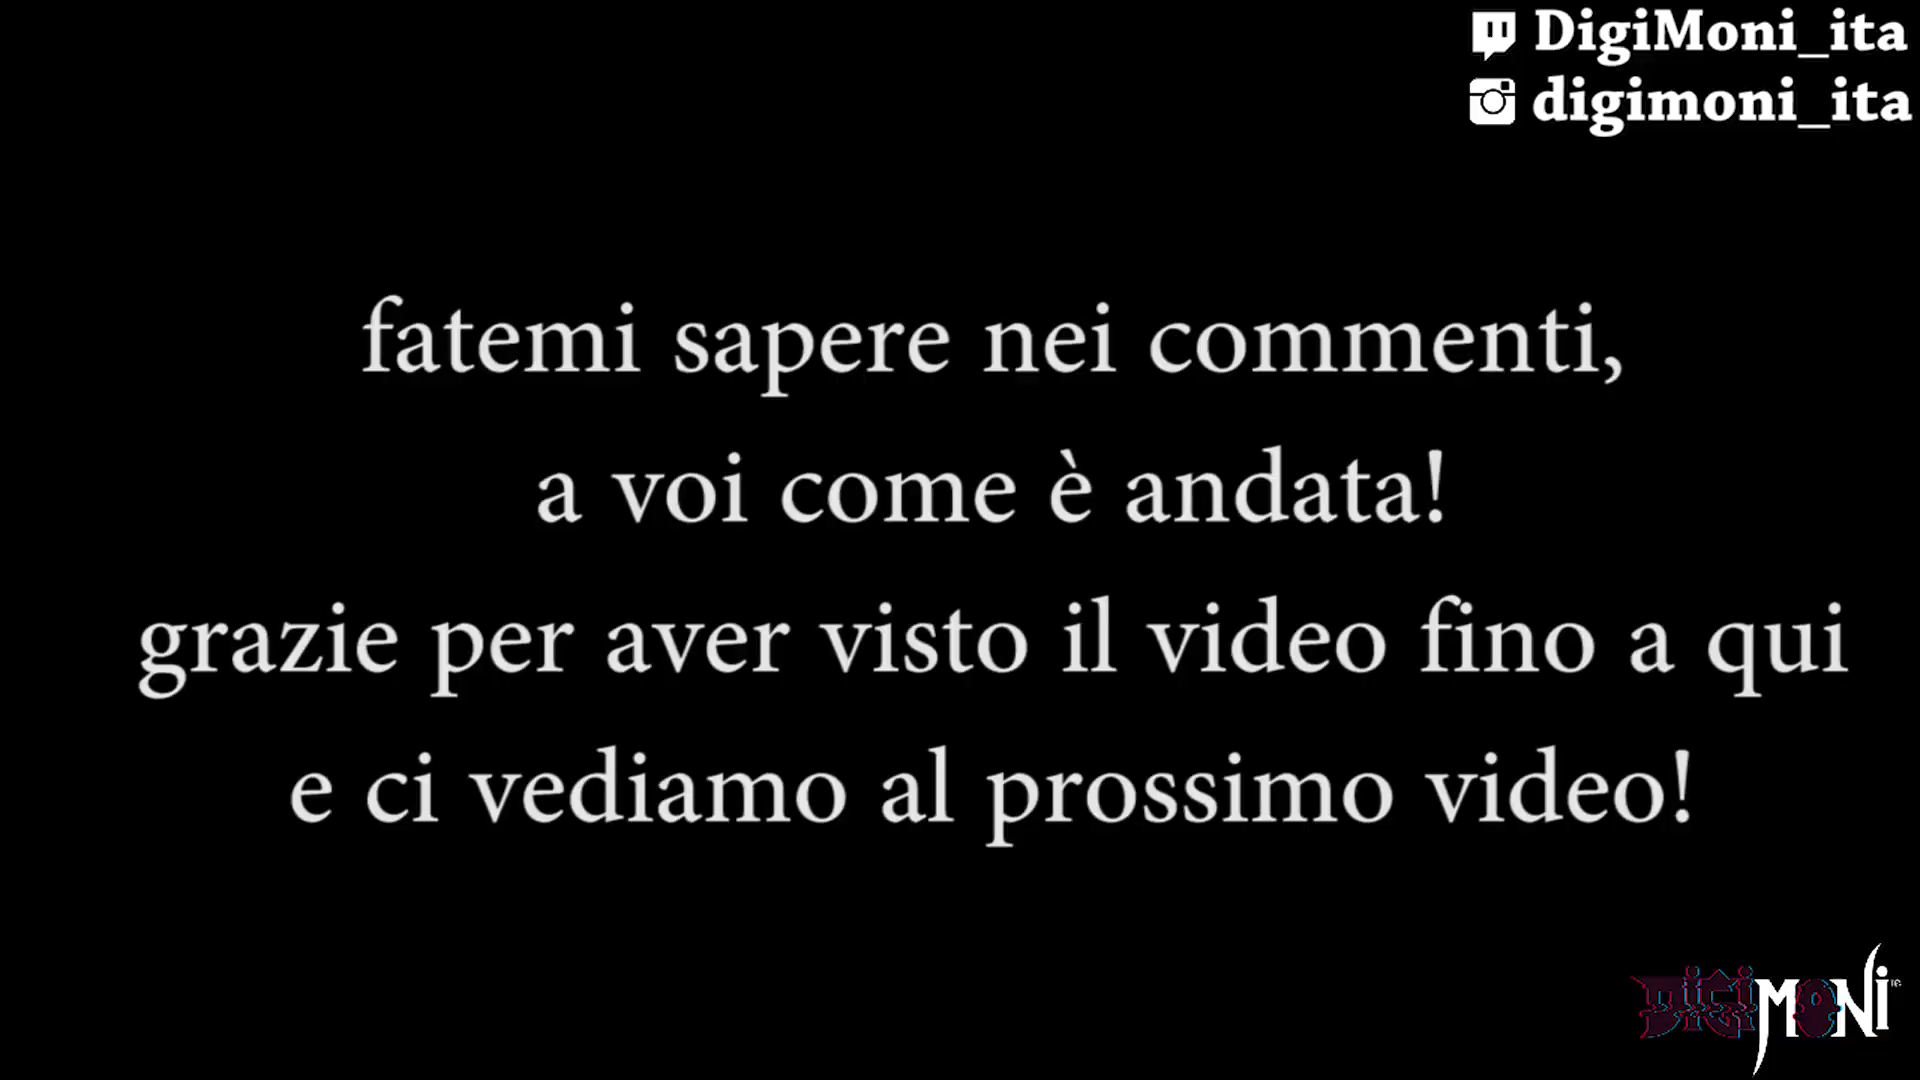 DigiMoni_ita
digimoni_ita
fatemi sapere nei commenti,
a voi come è andata!
grazie per aver visto il video fino a qui
e ci vediamo al prossimo video!
DIGIMONI